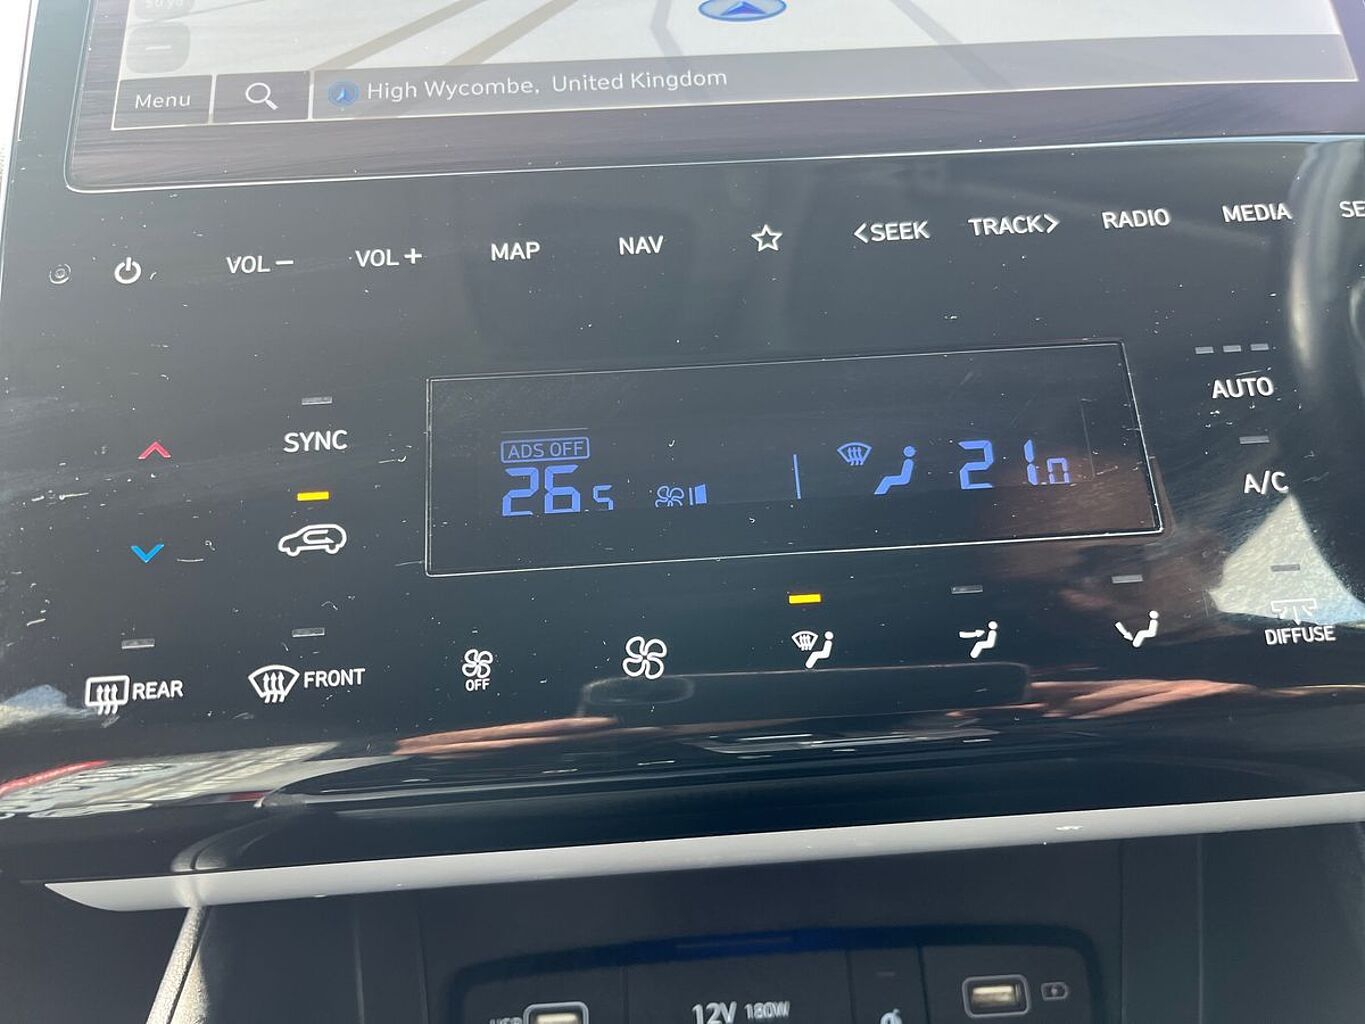 Menu
High Wycombe, United Kingdom
VOL –
VOL +
MAP
NAV
<SEEK
TRACK>
RADIO
MEDIA
SYNC
ADS OFF
26.5
21.0
AUTO
A/C
REAR
FRONT
OFF
DIFFUSE
12V 180W